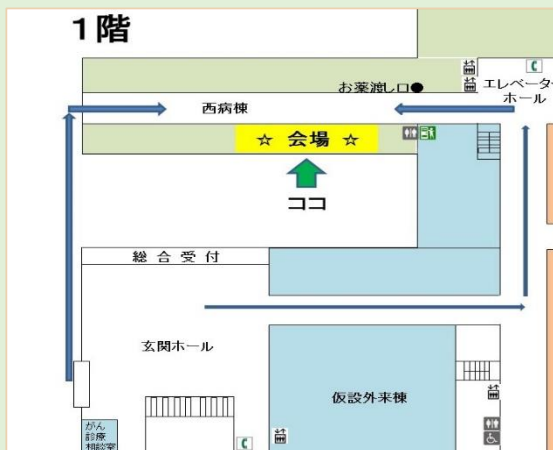 1階
お薬渡し口●
エレベーター
ホール
西病棟
☆ 会場 ☆
ココ
総合受付
玄関ホール
仮設外来棟
がん
診療
相談室